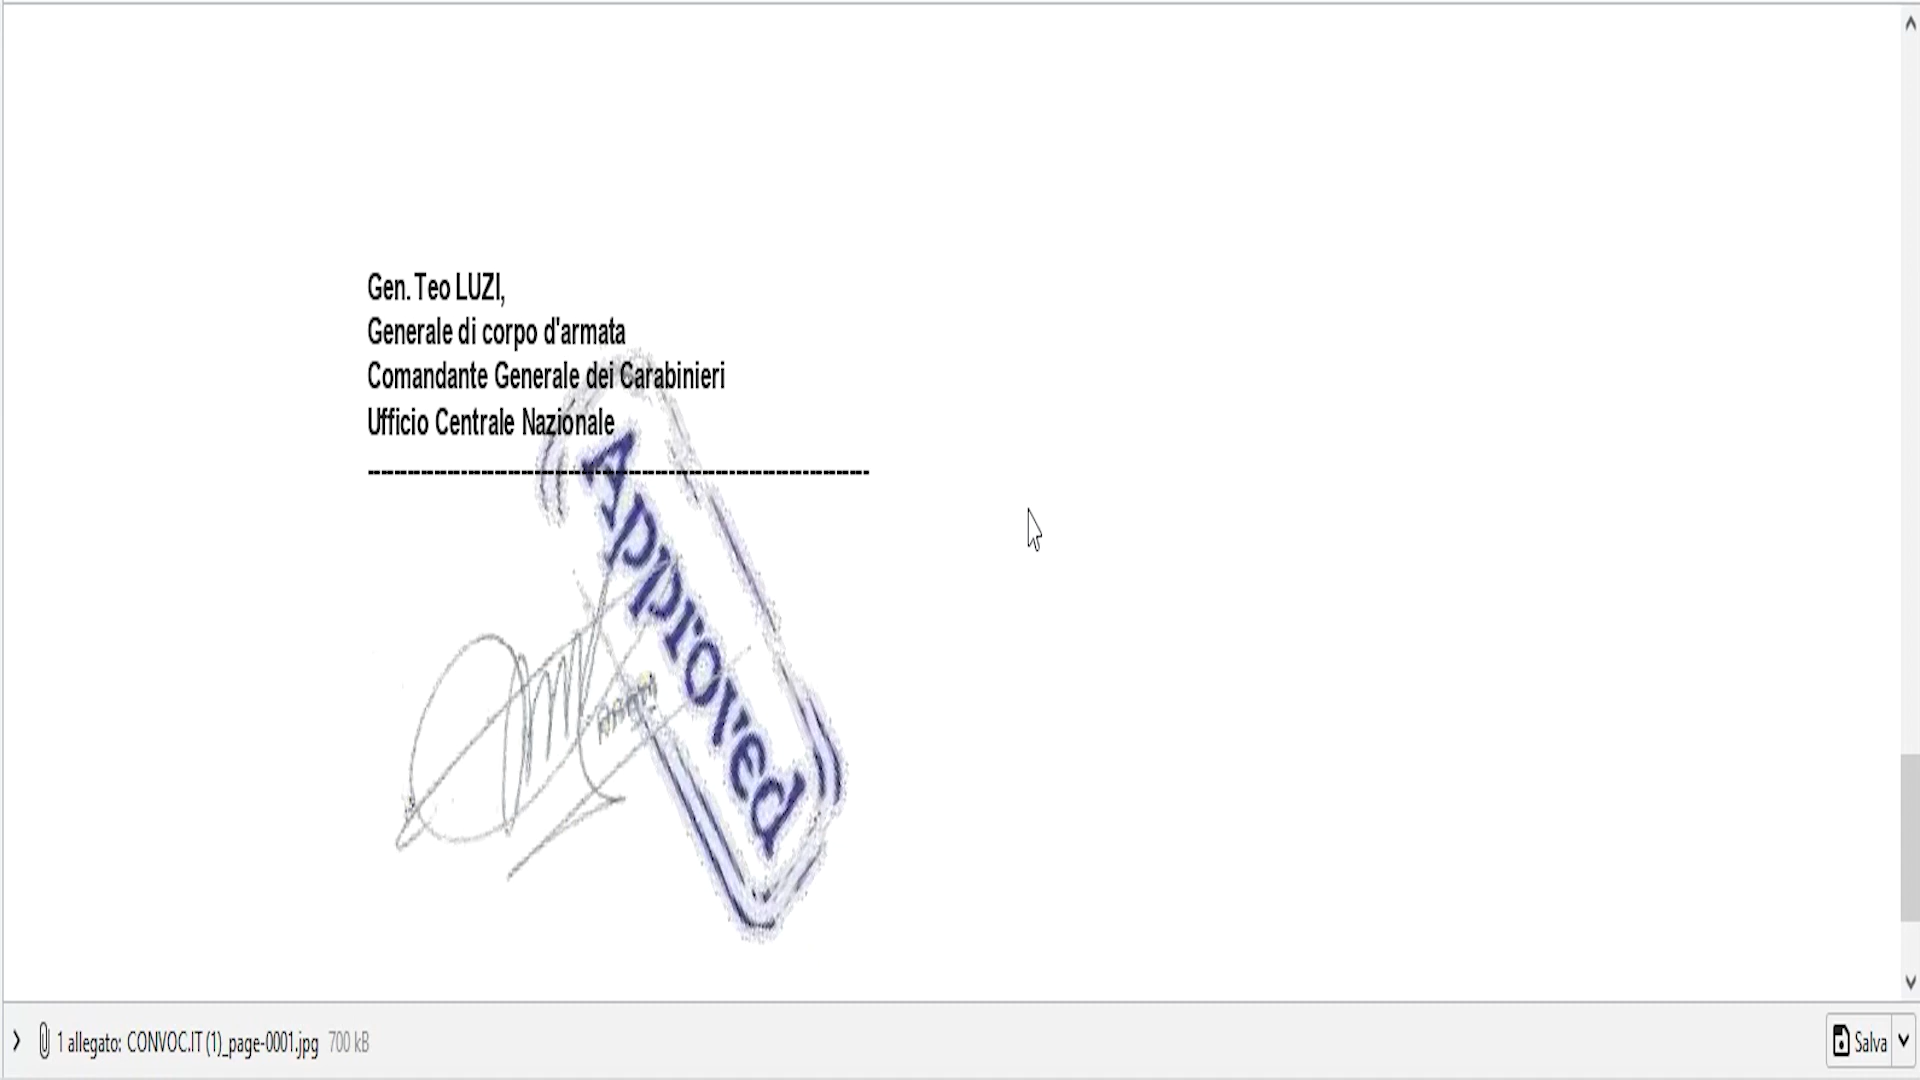 Gen. Teo LUZI,
Generale di corpo d'armata
Comandante Generale dei Carabinieri
Ufficio Centrale Nazionale
Approved
1 allegato: CONVOC.IT (1)_page-0001.jpg 700 kB
Salva